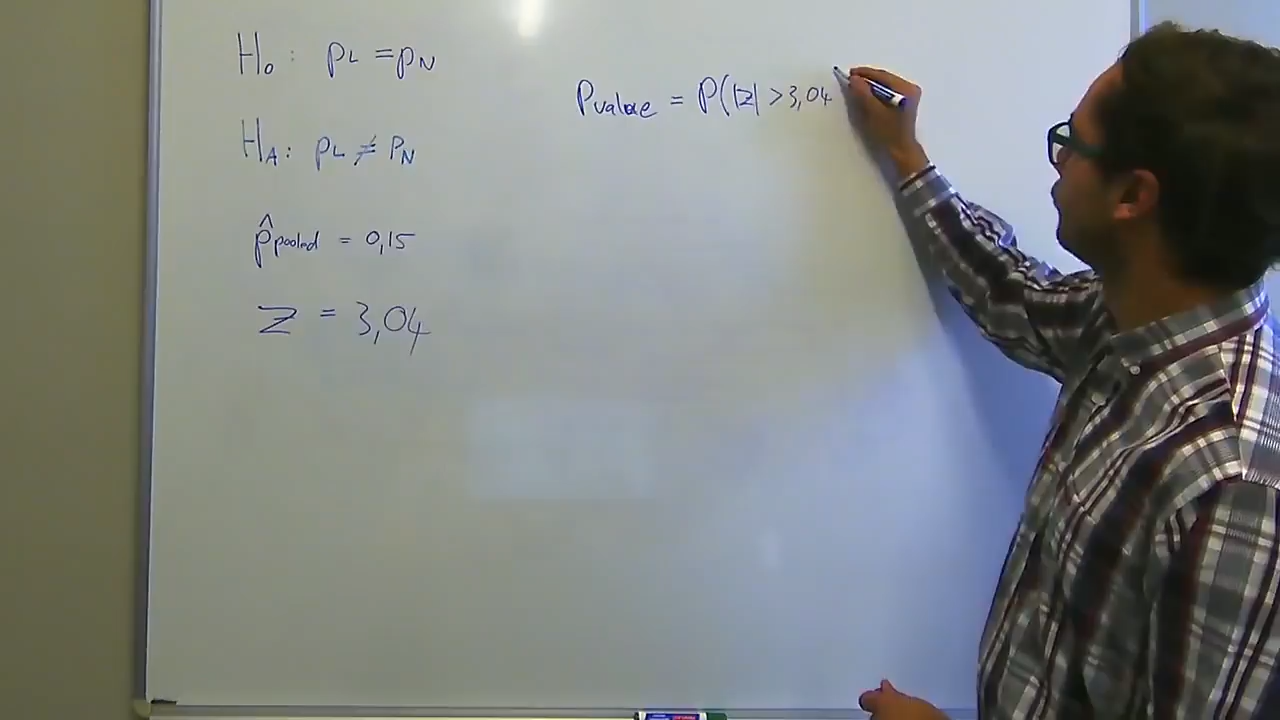 H₀: pL = pN
Pvalue = P(|z| > 3,04
HA: pL ≠ pN
p̂pooled = 0,15
Z = 3,04